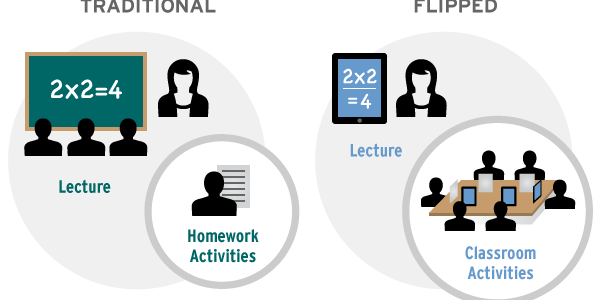 TRADITIONAL
FLIPPED
2x2=4
Lecture
Homework
Activities
2x2
=4
Lecture
Classroom
Activities